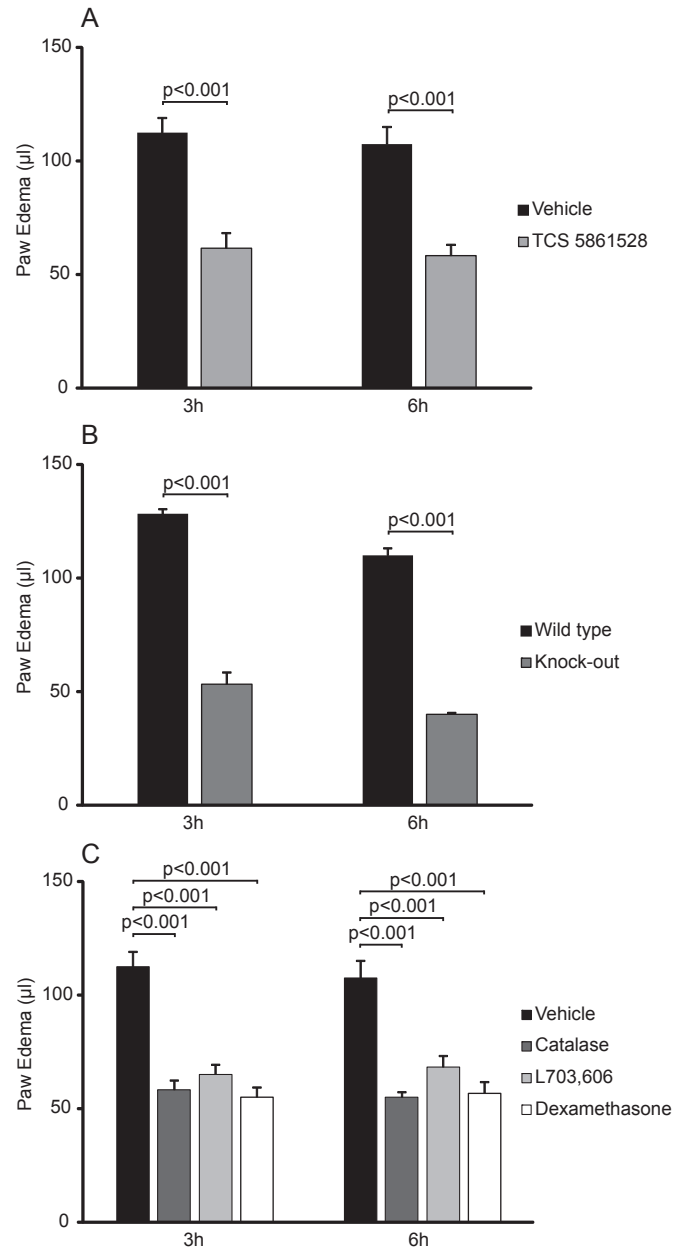 A
150
p<0.001
p<0.001
100
Paw Edema (µl)
Vehicle
TCS 5861528
50
0
3h
6h
B
150
p<0.001
p<0.001
100
Paw Edema (µl)
Wild type
Knock-out
50
0
3h
6h
C
150
p<0.001
p<0.001
p<0.001
p<0.001
p<0.001
p<0.001
100
Paw Edema (µl)
Vehicle
Catalase
L703,606
Dexamethasone
50
0
3h
6h